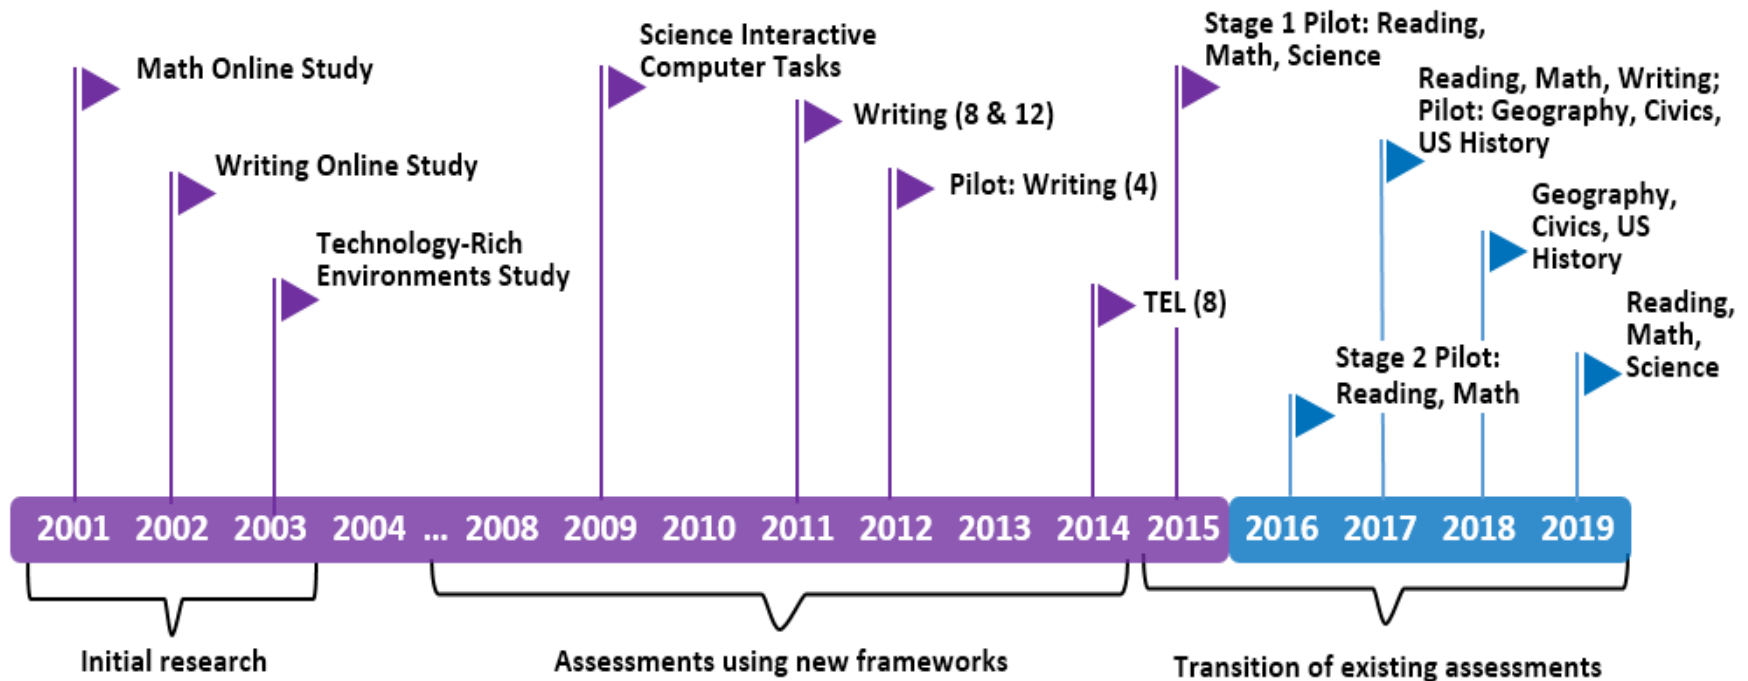 Math Online Study
Writing Online Study
Technology-Rich
Environments Study
Science Interactive
Computer Tasks
Writing (8 & 12)
Pilot: Writing (4)
TEL (8)
Stage 1 Pilot: Reading,
Math, Science
Stage 2 Pilot:
Reading, Math
Reading, Math, Writing;
Pilot: Geography, Civics,
US History
Geography,
Civics, US
History
Reading,
Math,
Science
2001 2002 2003 2004 ... 2008 2009 2010 2011 2012 2013 2014 2015 2016 2017 2018 2019
Initial research
Assessments using new frameworks
Transition of existing assessments